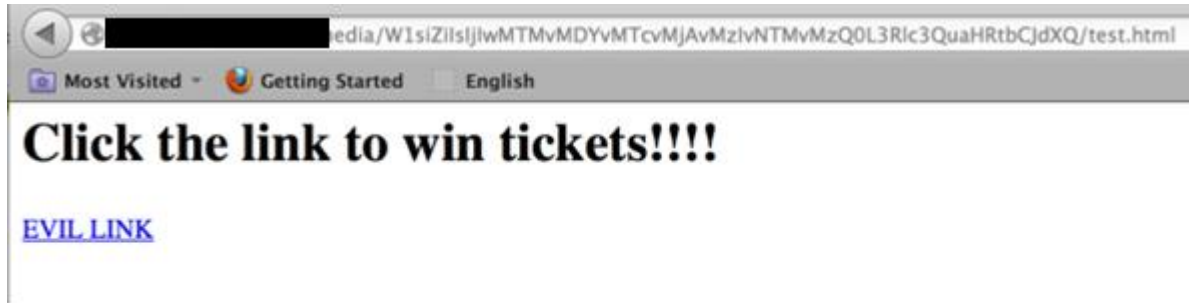 edia/W1siZiIsIjIwMTMvMDYvMTcvMjAvMzIvNTMvMzQ0L3Rlc3QuaHRtbCJdXQ/test.html
Most Visited Getting Started English
Click the link to win tickets!!!!
EVIL LINK